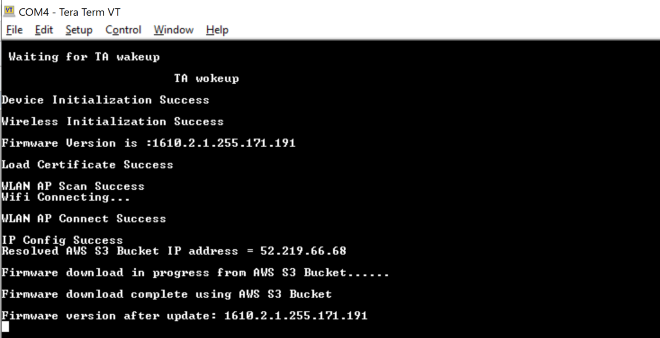 COM4 - Tera Term VT
File Edit Setup Control Window Help
Waiting for TA wakeup
TA wokeup
Device Initialization Success
Wireless Initialization Success
Firmware Version is :1610.2.1.255.171.191
Load Certificate Success
WLAN AP Scan Success
Wifi Connecting...
WLAN AP Connect Success
IP Config Success
Resolved AWS S3 Bucket IP address = 52.219.66.68
Firmware download in progress from AWS S3 Bucket......
Firmware download complete using AWS S3 Bucket
Firmware version after update: 1610.2.1.255.171.191